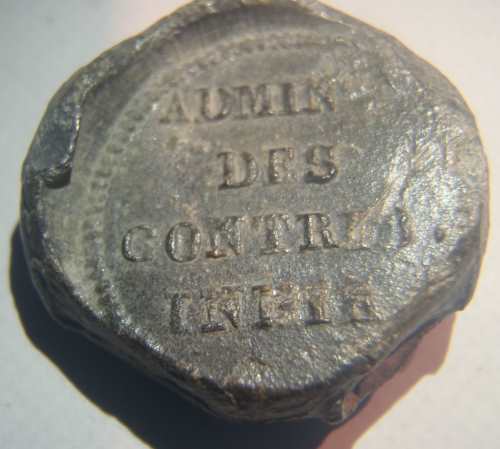 ADMIN
DES
CONTRIB.